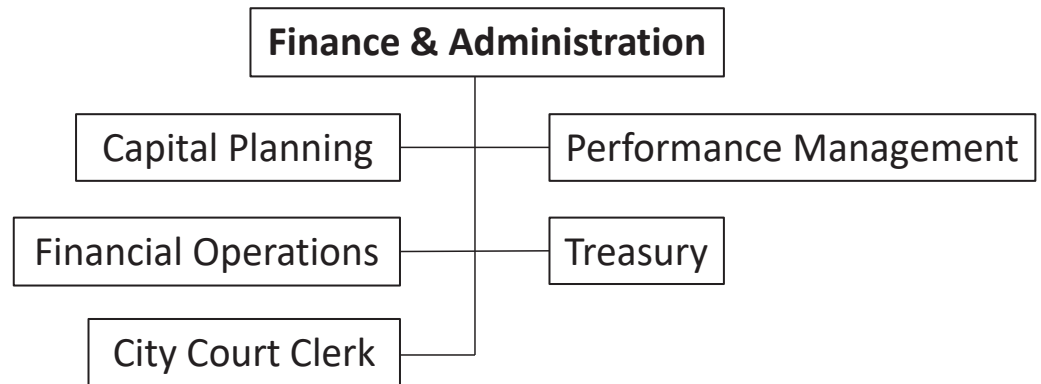 Finance & Administration
Capital Planning
Performance Management
Financial Operations
Treasury
City Court Clerk